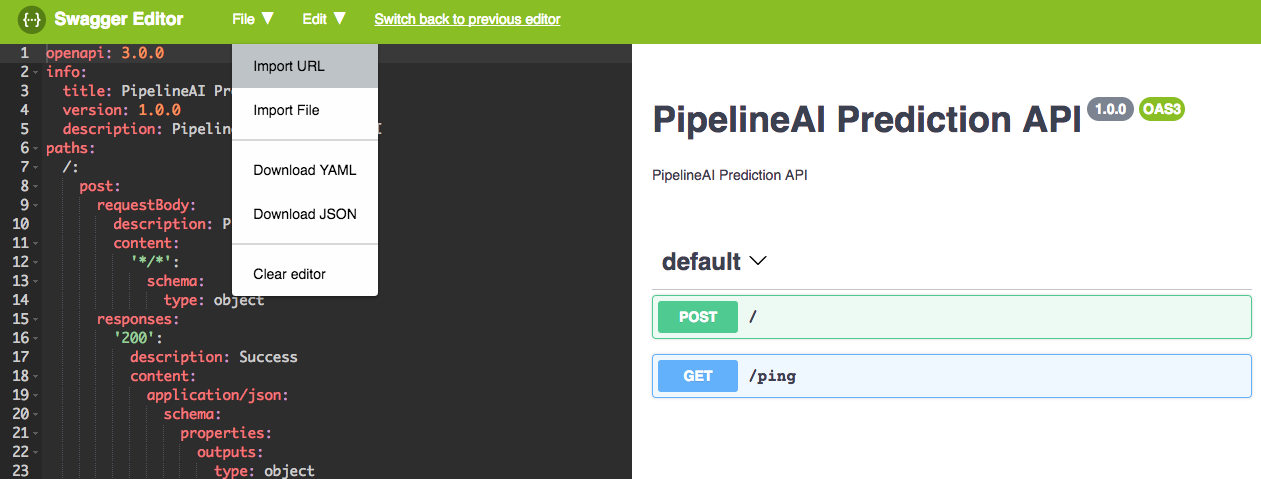 {··} Swagger Editor File ▼ Edit ▼ Switch back to previous editor
Import URL
Import File
Download YAML
Download JSON
Clear editor
1 openapi: 3.0.0
2 info:
3 title: PipelineAI Pr
4 version: 1.0.0
5 description: Pipelin I
6 paths:
7 /:
8 post:
9 requestBody:
10 description: P
11 content:
12 '*/*':
13 schema:
14 type: object
15 responses:
16 '200':
17 description: Success
18 content:
19 application/json:
20 schema:
21 properties:
22 outputs:
23 type: object
PipelineAI Prediction API 1.0.0 OAS3
PipelineAI Prediction API
default
POST /
GET /ping